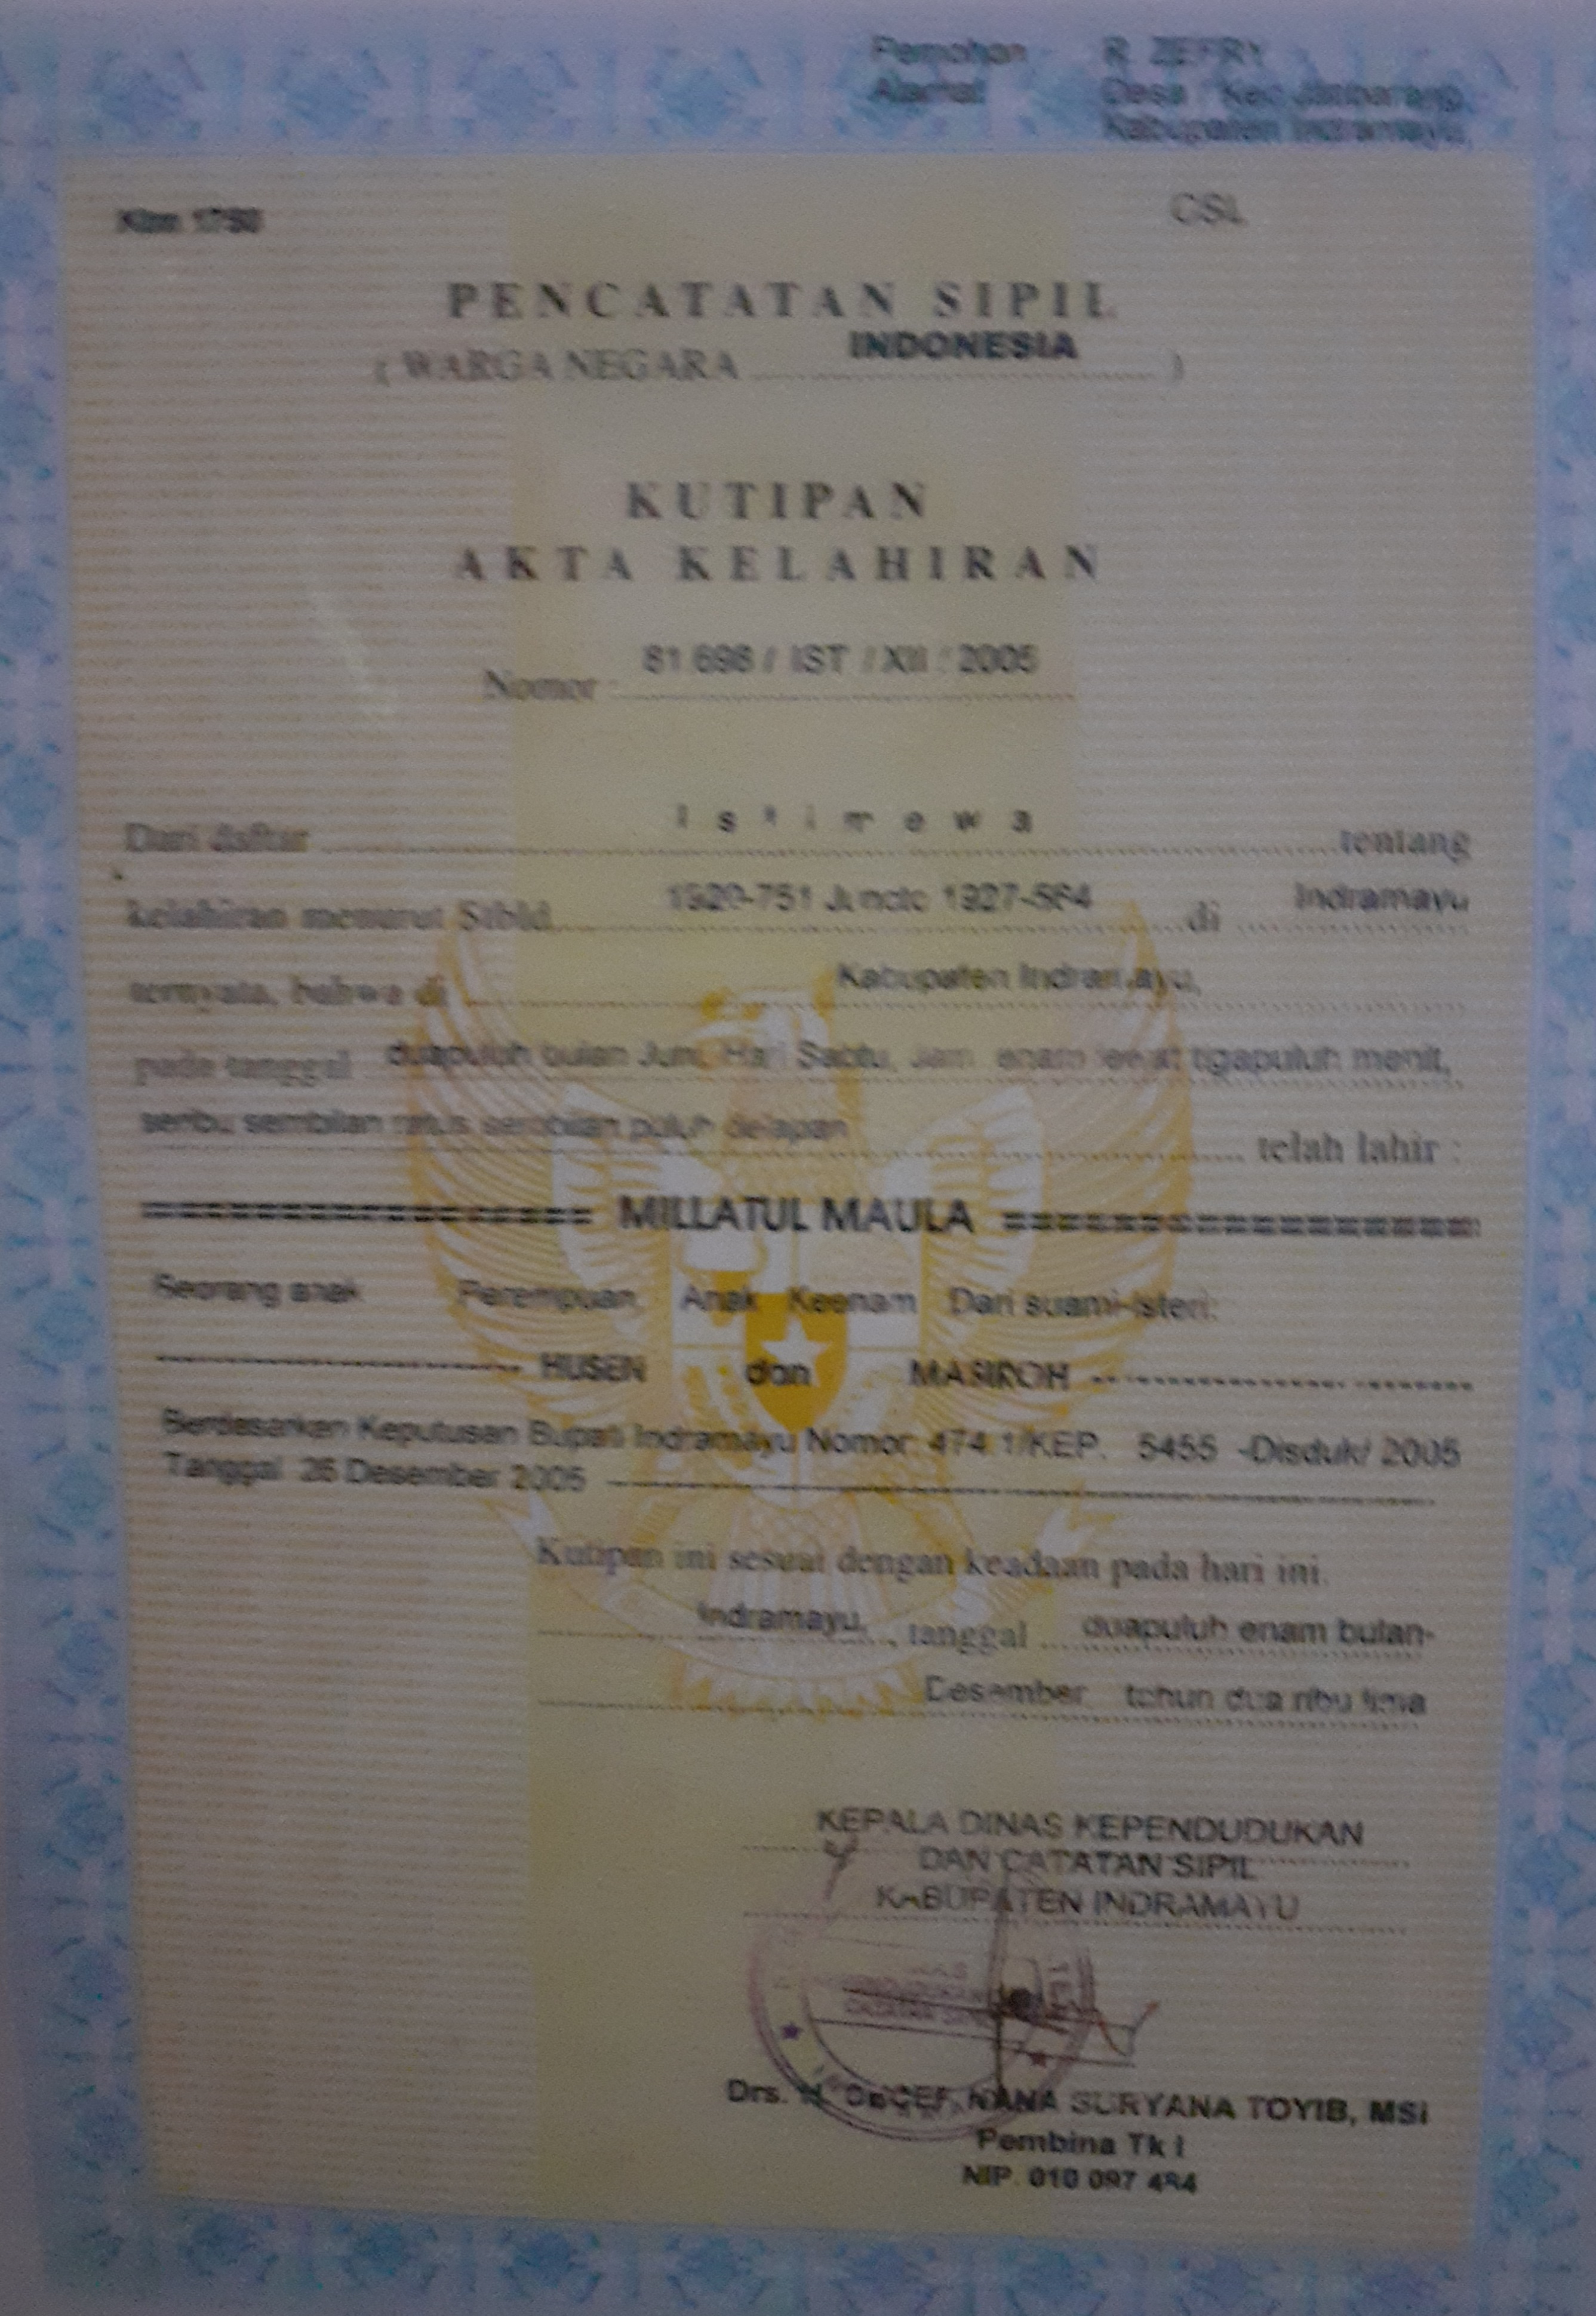 Pemohon R. ZEFRY
Alamat Desa / Kec Jatibarang,
Kabupaten Indramayu,
CSL
PENCATATAN SIPIL
( WARGA NEGARA INDONESIA )
KUTIPAN
AKTA KELAHIRAN
Nomor : 81.698 / IST / XII / 2005
Dari daftar Istimewa tentang
kelahiran menurut Stbld 1920-751 Juncto 1927-564 di Indramayu
ternyata, bahwa di Kabupaten Indramayu,
pada tanggal duapuluh bulan Juni, Hari Sabtu, Jam enam lewat tigapuluh menit,
seribu sembilan ratus sembilan puluh delapan telah lahir :
================ MILLATUL MAULA =================
Seorang anak Perempuan, Anak Keenam Dari suami-isteri:
HUSEN dan MASIROH
Berdasarkan Keputusan Bupati Indramayu Nomor: 474.1/KEP. 5455 -Disduk/ 2005
Tanggal 26 Desember 2005
Kutipan ini sesuai dengan keadaan pada hari ini.
Indramayu, , tanggal duapuluh enam bulan-
Desember tahun dua ribu lima
KEPALA DINAS KEPENDUDUKAN
DAN CATATAN SIPIL
KABUPATEN INDRAMAYU
Drs. H. NANA SURYANA TOYIB, MSi
Pembina Tk I
NIP. 010 097 484